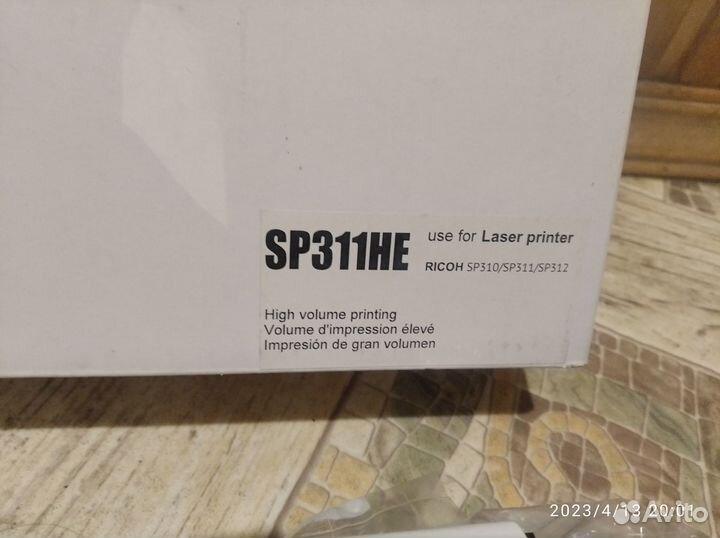 SP311HE
use for Laser printer
RICOH SP310/SP311/SP312
High volume printing
Volume d'impression élevé
Impresión de gran volumen
2023/4/13 20:01
Avito